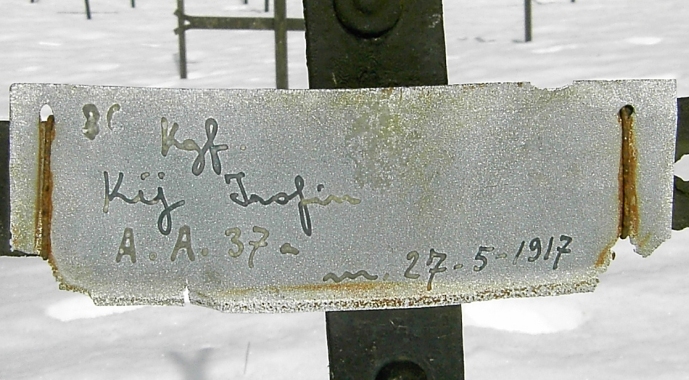 Kgf.
Kij Trofim
A. A. 37.
m. 27-5-1917